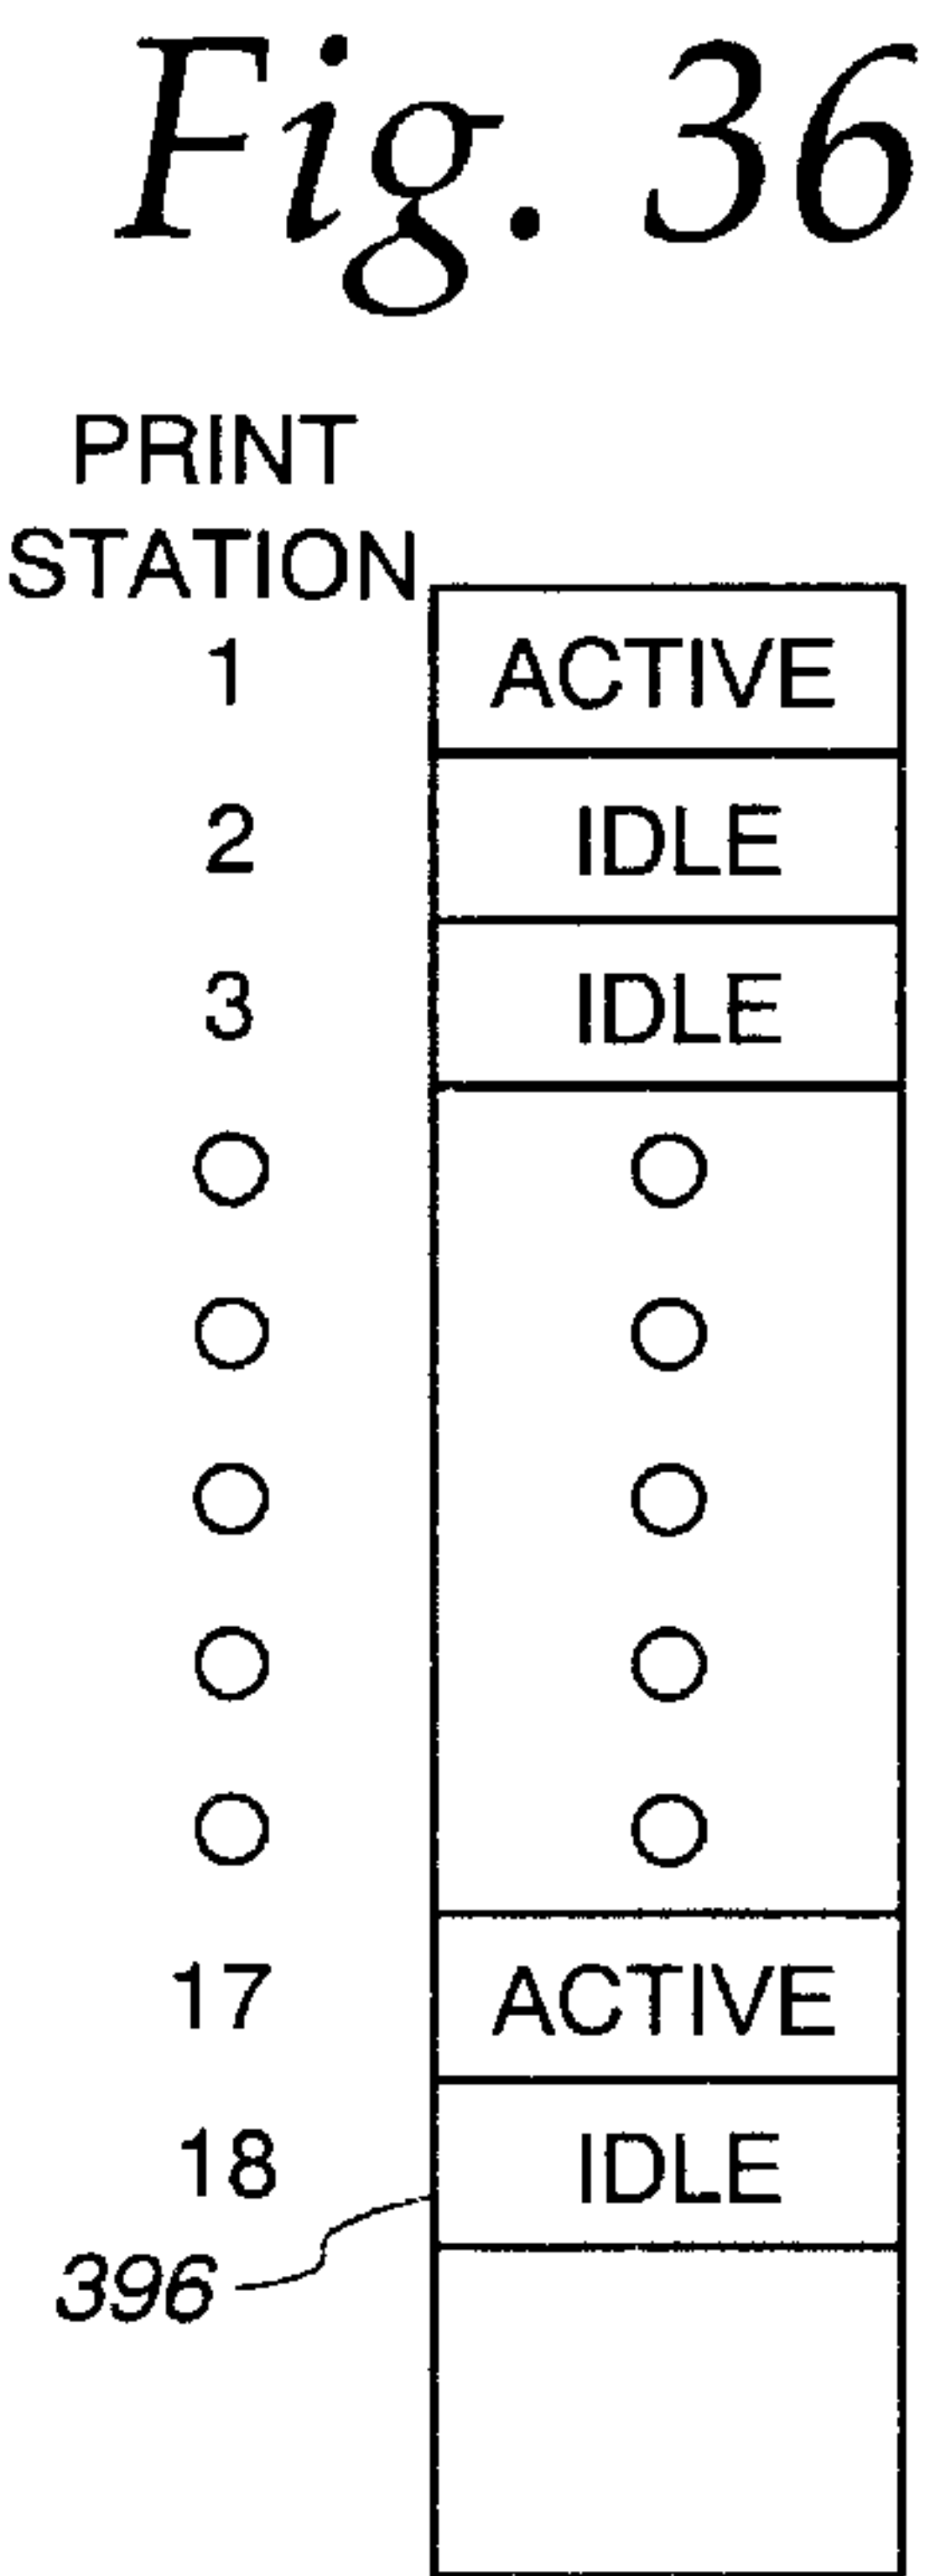 Fig. 36
PRINT
STATION
1 ACTIVE
2 IDLE
3 IDLE
17 ACTIVE
18 IDLE
396